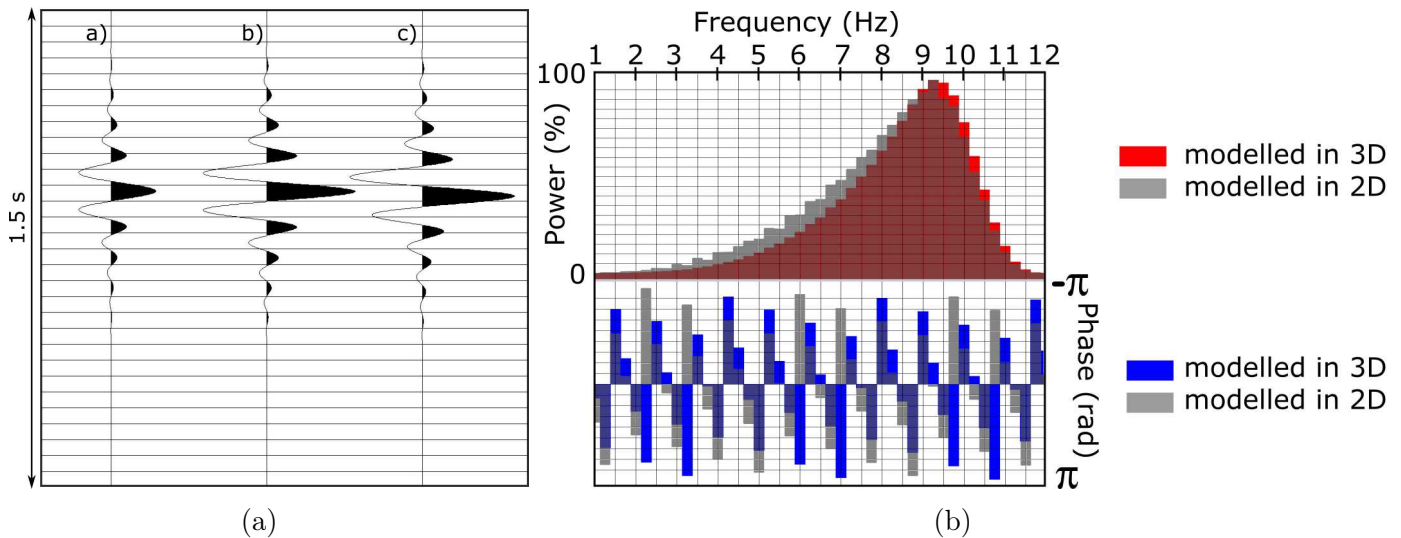 a) b) c)
1.5 s
(a)
Frequency (Hz)
1 2 3 4 5 6 7 8 9 10 11 12
100
Power (%)
0
-π
Phase (rad)
π
(b)
modelled in 3D
modelled in 2D
modelled in 3D
modelled in 2D